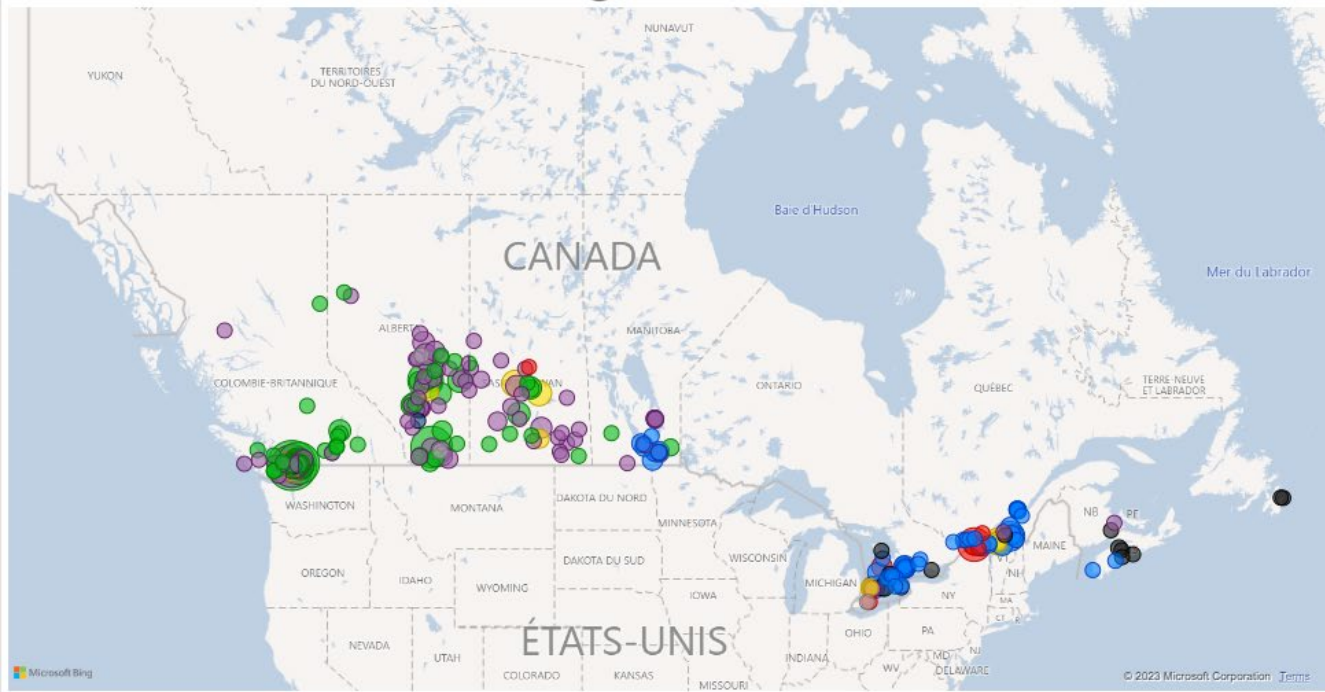 NUNAVUT
YUKON
TERRITOIRES
DU NORD-OUEST
Baie d'Hudson
CANADA
Mer du Labrador
ALBERT
MANITOBA
COLOMBIE-BRITANNIQUE
ONTARIO
QUÉBEC
TERRE-NEUVE
ET LABRADOR
WASHINGTON
MONTANA
DAKOTA DU NORD
MINNESOTA
NB
PE
MAINE
OREGON
IDAHO
DAKOTA DU SUD
WISCONSIN
MICHIGAN
VT
NH
WYOMING
IOWA
NY
MA
CT
R
NEVADA
UTAH
ÉTATS-UNIS
OHIO
PA
NJ
INDIANA
MD
DELAWARE
WV
COLORADO
KANSAS
MISSOURI
Microsoft Bing
© 2023 Microsoft Corporation Terms